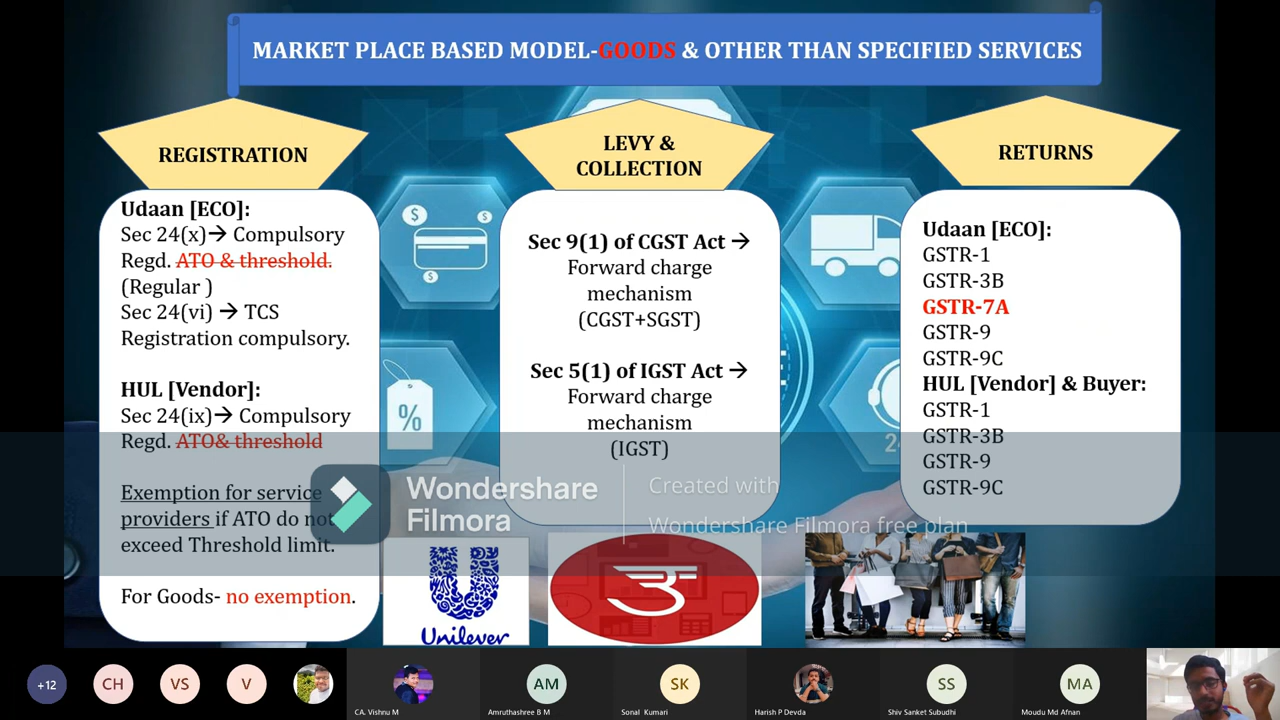 MARKET PLACE BASED MODEL-GOODS & OTHER THAN SPECIFIED SERVICES
REGISTRATION
Udaan [ECO]:
Sec 24(x)→ Compulsory
Regd. ATO & threshold.
(Regular )
Sec 24(vi) → TCS
Registration compulsory.
HUL [Vendor]:
Sec 24(ix)→ Compulsory
Regd. ATO& threshold
Exemption for service
providers if ATO do not
exceed Threshold limit.
For Goods- no exemption.
LEVY &
COLLECTION
Sec 9(1) of CGST Act →
Forward charge
mechanism
(CGST+SGST)
Sec 5(1) of IGST Act →
Forward charge
mechanism
(IGST)
RETURNS
Udaan [ECO]:
GSTR-1
GSTR-3B
GSTR-7A
GSTR-9
GSTR-9C
HUL [Vendor] & Buyer:
GSTR-1
GSTR-3B
GSTR-9
GSTR-9C
$
$
$
%
24
Wondershare
Filmora
Created with
Wondershare Filmora free plan
Unilever
उ
+12
CH
VS
V
CA. Vishnu M
AM
Amruthashree B M
SK
Sonal Kumari
Harish P Devda
SS
Shiv Sanket Subudhi
MA
Moudu Md Afnan